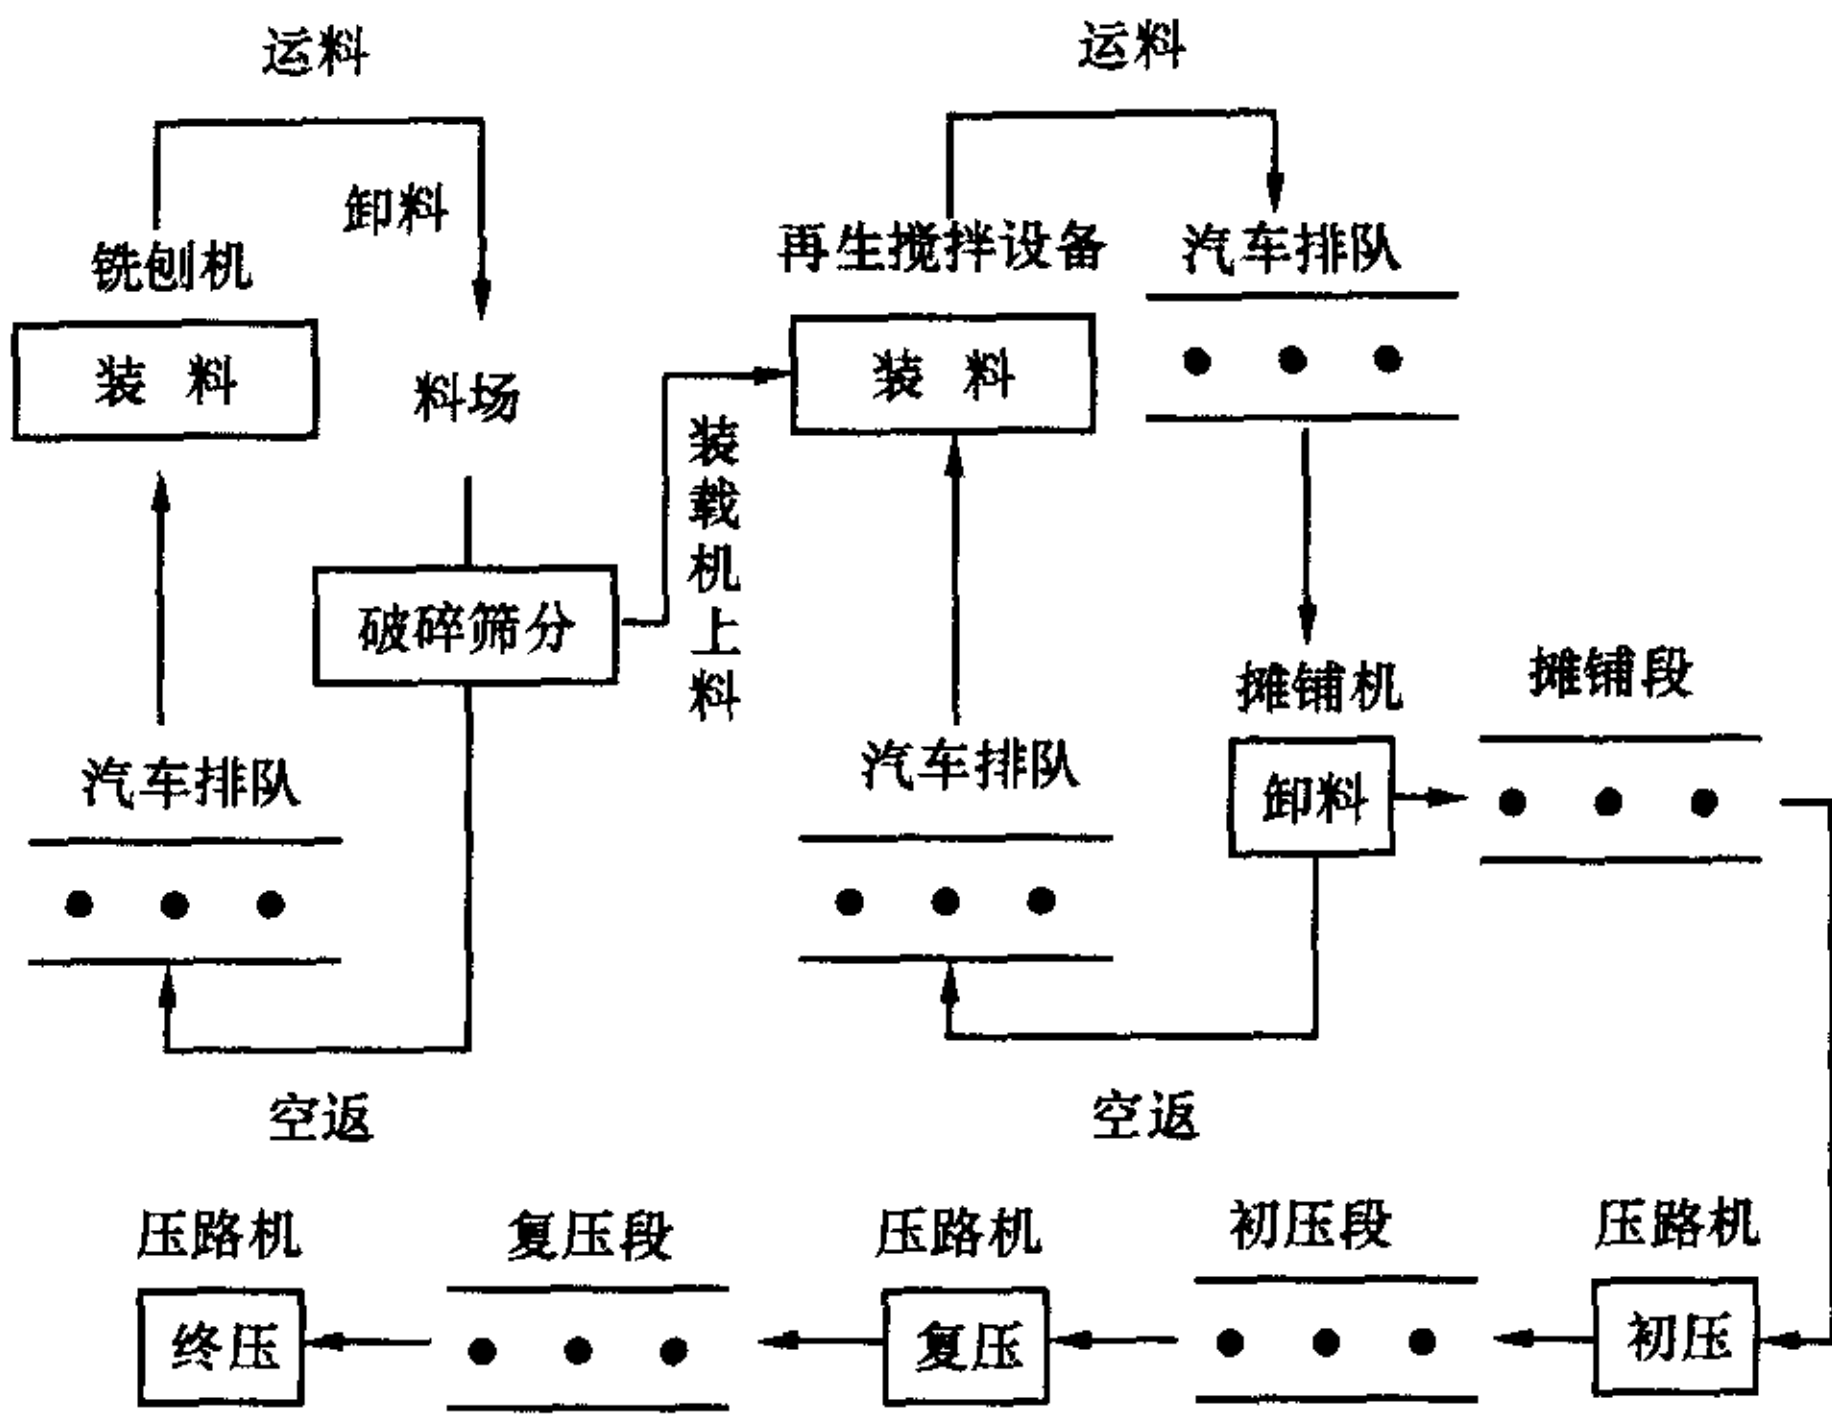 运料
运料
卸料
铣刨机
再生搅拌设备
汽车排队
装 料
料场
装 料
装载机上料
破碎筛分
摊铺机
摊铺段
汽车排队
汽车排队
卸料
空返
空返
压路机
复压段
压路机
初压段
压路机
终压
复压
初压